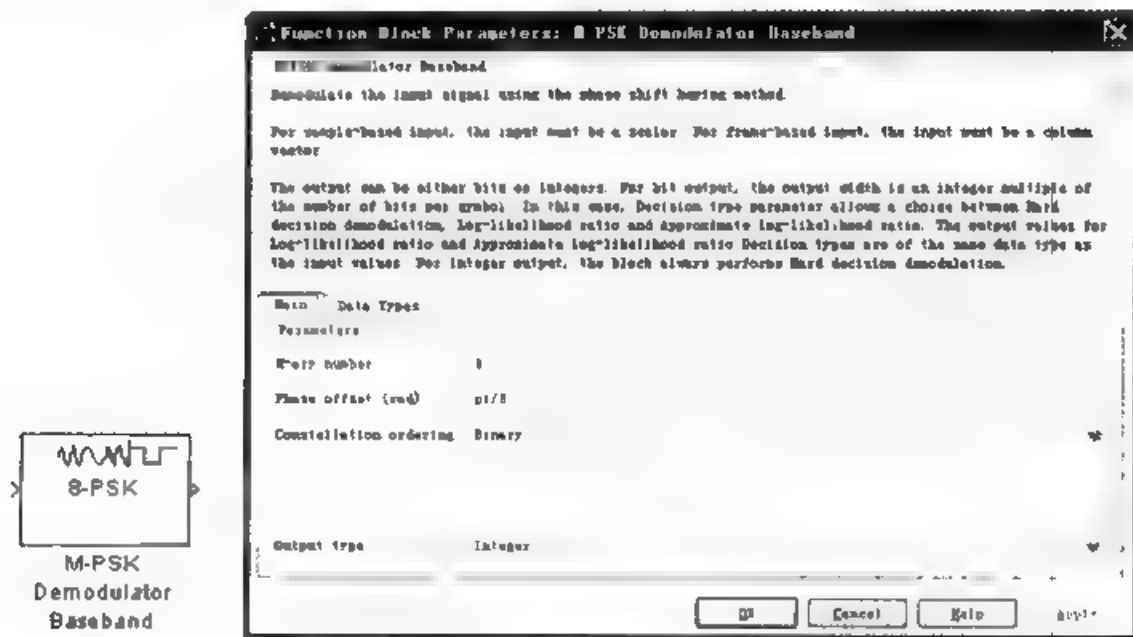 Function Block Parameters: M-PSK Demodulator Baseband
Demodulator Baseband
Demodulate the input signal using the phase shift keying method.
For sample-based input, the input must be a scalar. For frame-based input, the input must be a column
vector.
The output can be either bits or integers. For bit output, the output width is an integer multiple of
the number of bits per symbol. In this case, Decision type parameter allows a choice between Hard
decision demodulation, Log-likelihood ratio and Approximate log-likelihood ratio. The output values for
Log-likelihood ratio and Approximate log-likelihood ratio Decision types are of the same data type as
the input values. For integer output, the block always performs Hard decision demodulation.
Main Data Types
Parameters
M-ary number 8
Phase offset (rad) pi/8
Constellation ordering Binary
8-PSK
M-PSK
Demodulator
Baseband
Output type Integer
OK Cancel Help Apply